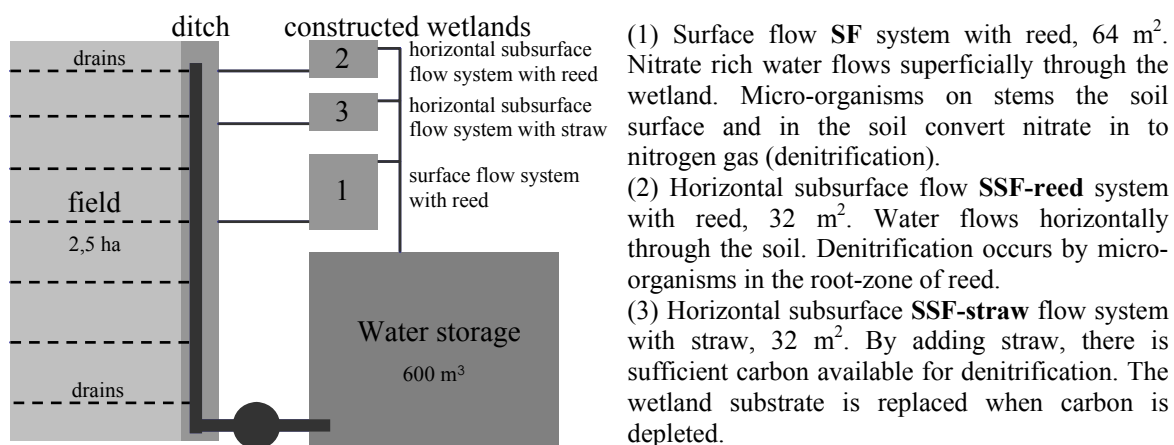 ditch
constructed wetlands
drains
2
horizontal subsurface
flow system with reed
3
horizontal subsurface
flow system with straw
1
surface flow system
with reed
field
2,5 ha
drains
Water storage
600 m³
(1) Surface flow SF system with reed, 64 m².
Nitrate rich water flows superficially through the
wetland. Micro-organisms on stems the soil
surface and in the soil convert nitrate in to
nitrogen gas (denitrification).
(2) Horizontal subsurface flow SSF-reed system
with reed, 32 m². Water flows horizontally
through the soil. Denitrification occurs by micro-
organisms in the root-zone of reed.
(3) Horizontal subsurface SSF-straw flow system
with straw, 32 m². By adding straw, there is
sufficient carbon available for denitrification. The
wetland substrate is replaced when carbon is
depleted.